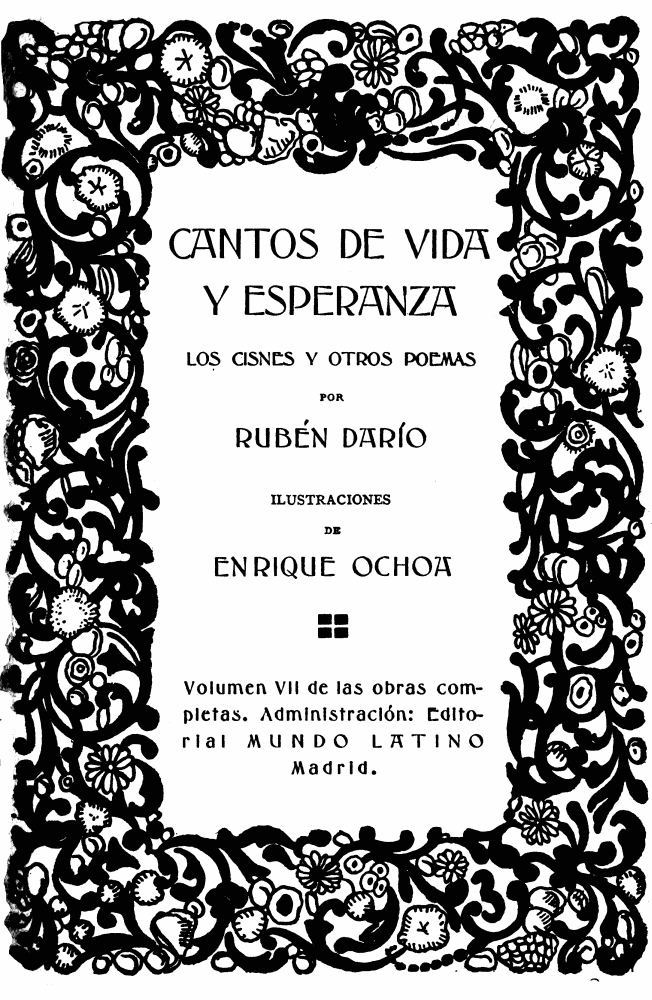 CANTOS DE VIDA
Y ESPERANZA
LOS CISNES Y OTROS POEMAS
POR
RUBÉN DARÍO
ILUSTRACIONES
DE
ENRIQUE OCHOA
Volumen VII de las obras com-
pletas. Administración: Edito-
rial MUNDO LATINO
Madrid.